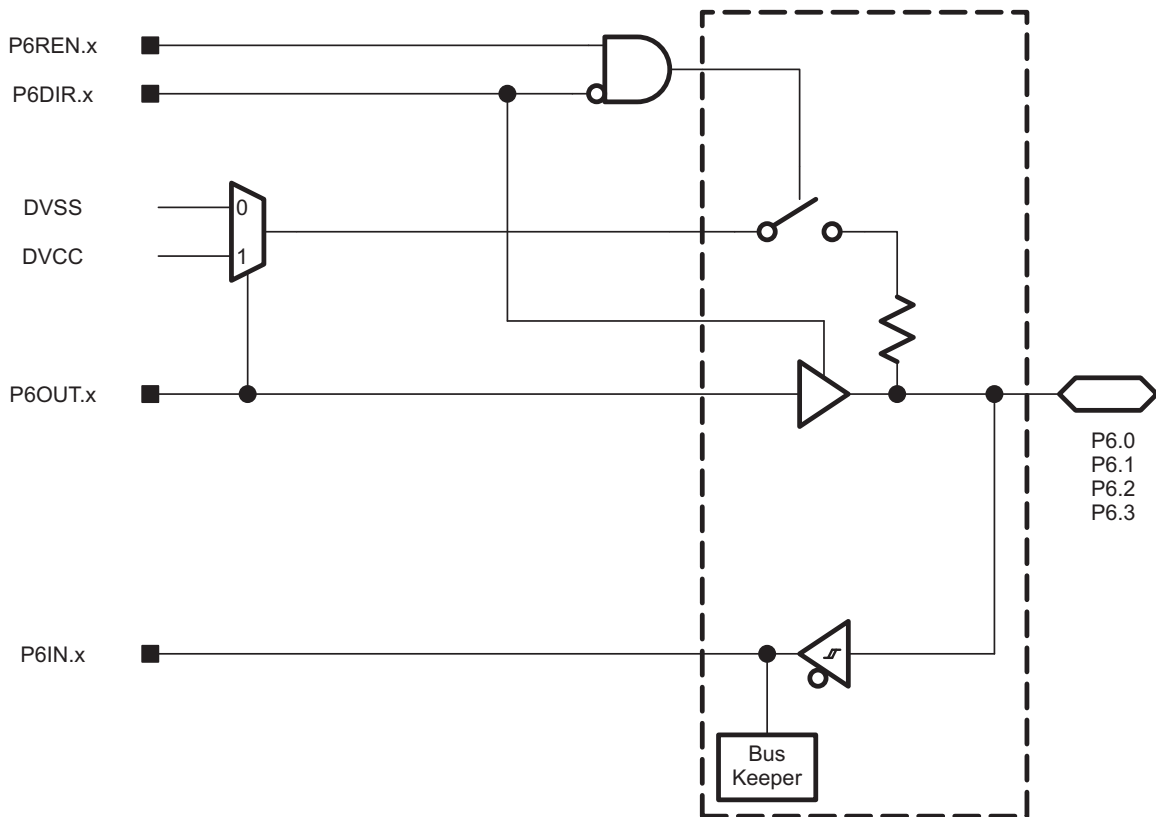 P6REN.x
P6DIR.x
DVSS
0
DVCC
1
P6OUT.x
P6.0
P6.1
P6.2
P6.3
P6IN.x
Bus
Keeper